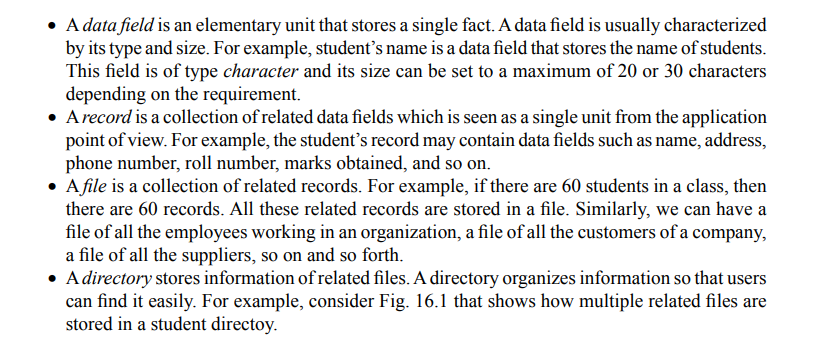 • A data field is an elementary unit that stores a single fact. A data field is usually characterized
by its type and size. For example, student’s name is a data field that stores the name of students.
This field is of type character and its size can be set to a maximum of 20 or 30 characters
depending on the requirement.
• A record is a collection of related data fields which is seen as a single unit from the application
point of view. For example, the student’s record may contain data fields such as name, address,
phone number, roll number, marks obtained, and so on.
• A file is a collection of related records. For example, if there are 60 students in a class, then
there are 60 records. All these related records are stored in a file. Similarly, we can have a
file of all the employees working in an organization, a file of all the customers of a company,
a file of all the suppliers, so on and so forth.
• A directory stores information of related files. A directory organizes information so that users
can find it easily. For example, consider Fig. 16.1 that shows how multiple related files are
stored in a student directoy.